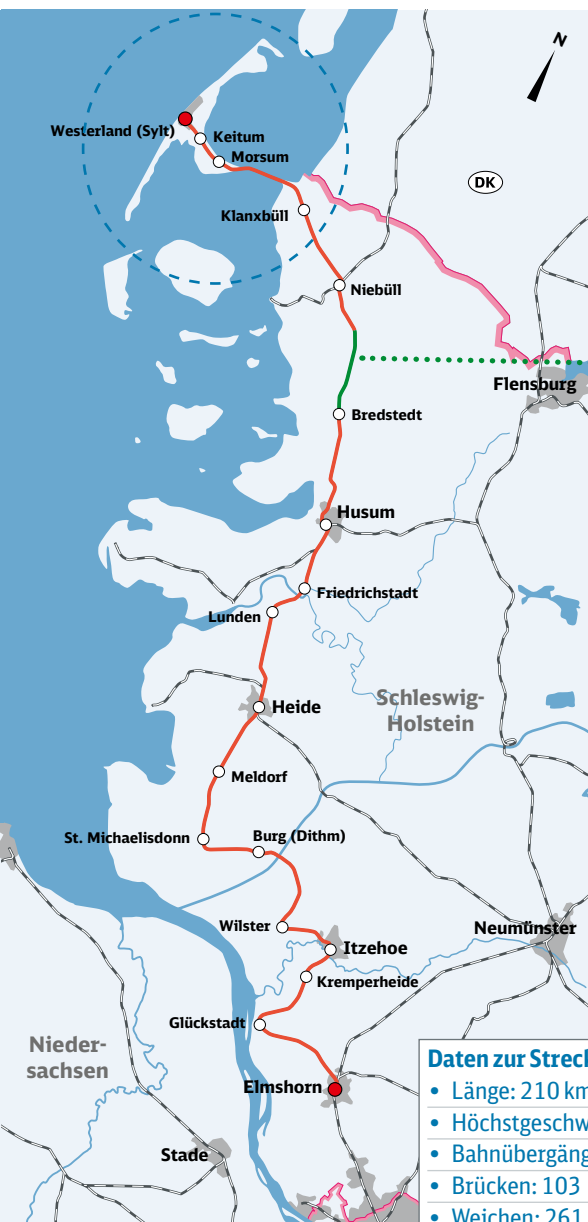 N
Westerland (Sylt)
Keitum
Morsum
DK
Klanxbüll
Niebüll
Flensburg
Bredstedt
Husum
Friedrichstadt
Lunden
Schleswig-
Holstein
Heide
Meldorf
St. Michaelisdonn
Burg (Dithm)
Wilster
Neumünster
Itzehoe
Kremperheide
Glückstadt
Nieder-
sachsen
Elmshorn
Stade
Daten zur Strec
• Länge: 210 km
• Höchstgeschw
• Bahnübergäng
• Brücken: 103
• Weichen: 261